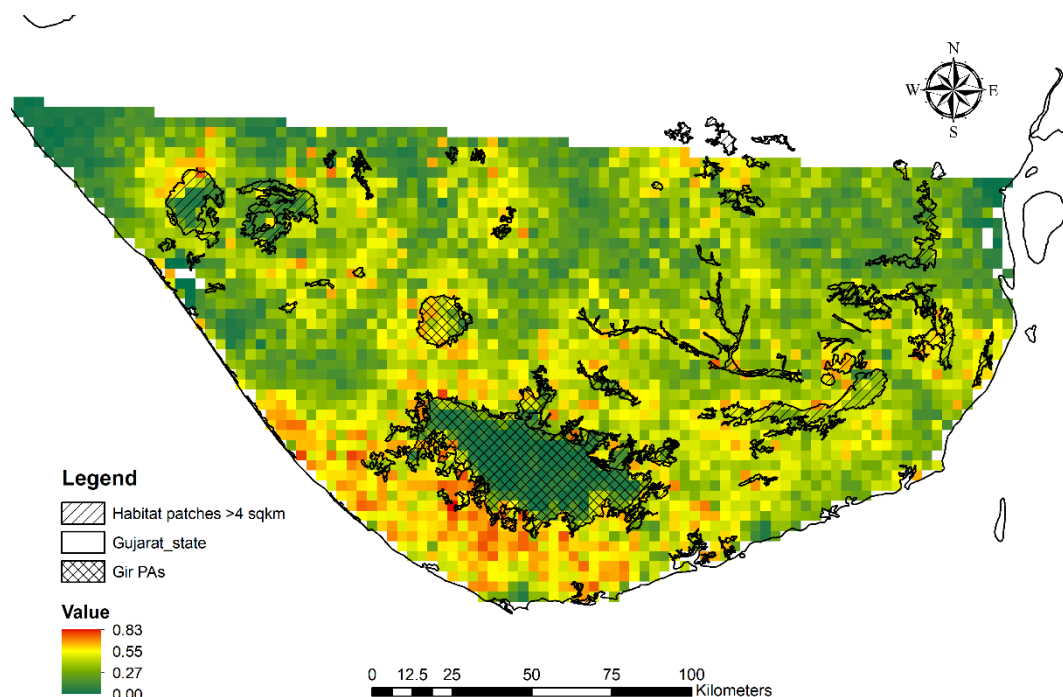 N
W E
S
Legend
Habitat patches >4 sqkm
Gujarat_state
Gir PAs
Value
0.83
0.55
0.27
0.00
0 12.5 25 50 75 100
Kilometers